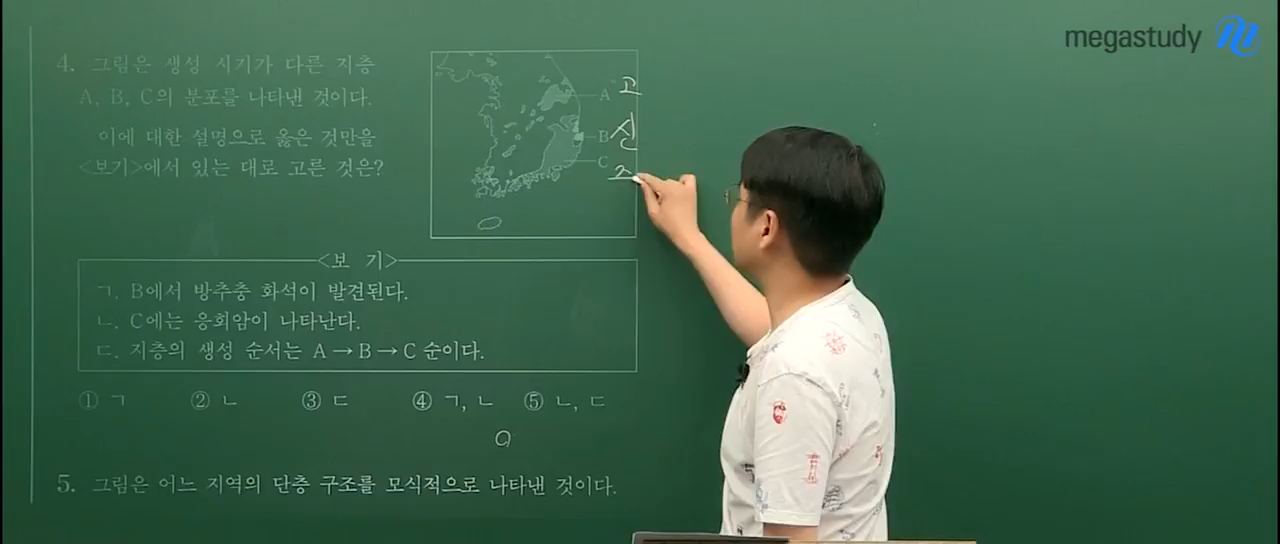 megastudy
4. 그림은 생성 시기가 다른 지층
A, B, C의 분포를 나타낸 것이다.
이에 대한 설명으로 옳은 것만을
<보기>에서 있는 대로 고른 것은?
A 고
B 신
C
<보 기>
ㄱ. B에서 방추충 화석이 발견된다.
ㄴ. C에는 응회암이 나타난다.
ㄷ. 지층의 생성 순서는 A → B → C 순이다.
① ㄱ ② ㄴ ③ ㄷ ④ ㄱ, ㄴ ⑤ ㄴ, ㄷ
5. 그림은 어느 지역의 단층 구조를 모식적으로 나타낸 것이다.